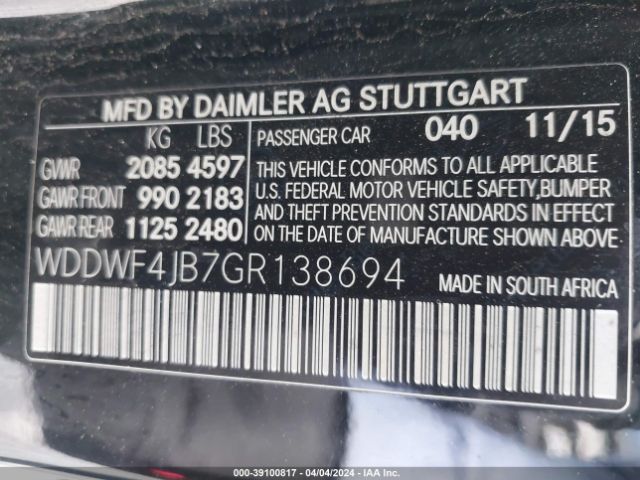 MFD BY DAIMLER AG STUTTGART
KG LBS
GVWR 2085 4597
GAWR FRONT 990 2183
GAWR REAR 1125 2480
PASSENGER CAR 040 11/15
THIS VEHICLE CONFORMS TO ALL APPLICABLE
U.S. FEDERAL MOTOR VEHICLE SAFETY,BUMPER
AND THEFT PREVENTION STANDARDS IN EFFECT
ON THE DATE OF MANUFACTURE SHOWN ABOVE.
WDDWF4JB7GR138694
MADE IN SOUTH AFRICA
000-39100817 - 04/04/2024 - IAA Inc.